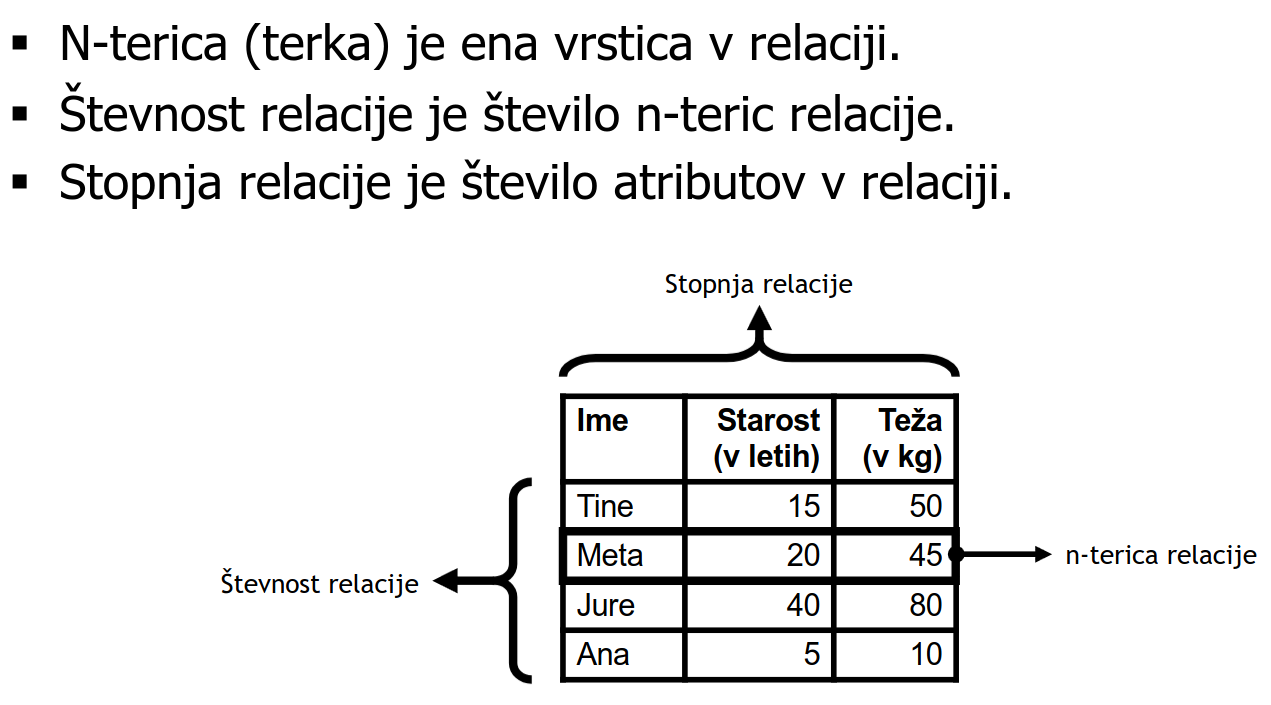 ▪ N-terica (terka) je ena vrstica v relaciji.
▪ Števnost relacije je število n-teric relacije.
▪ Stopnja relacije je število atributov v relaciji.
Stopnja relacije
Ime Starost (v letih) Teža (v kg)
Tine 15 50
Meta 20 45
n-terica relacije
Števnost relacije
Jure 40 80
Ana 5 10